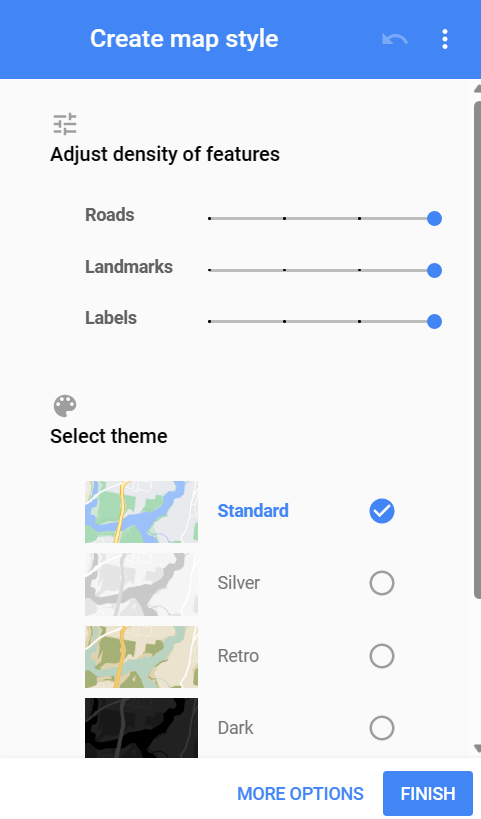 Create map style
Adjust density of features
Roads
Landmarks
Labels
Select theme
Standard
Silver
Retro
Dark
MORE OPTIONS
FINISH